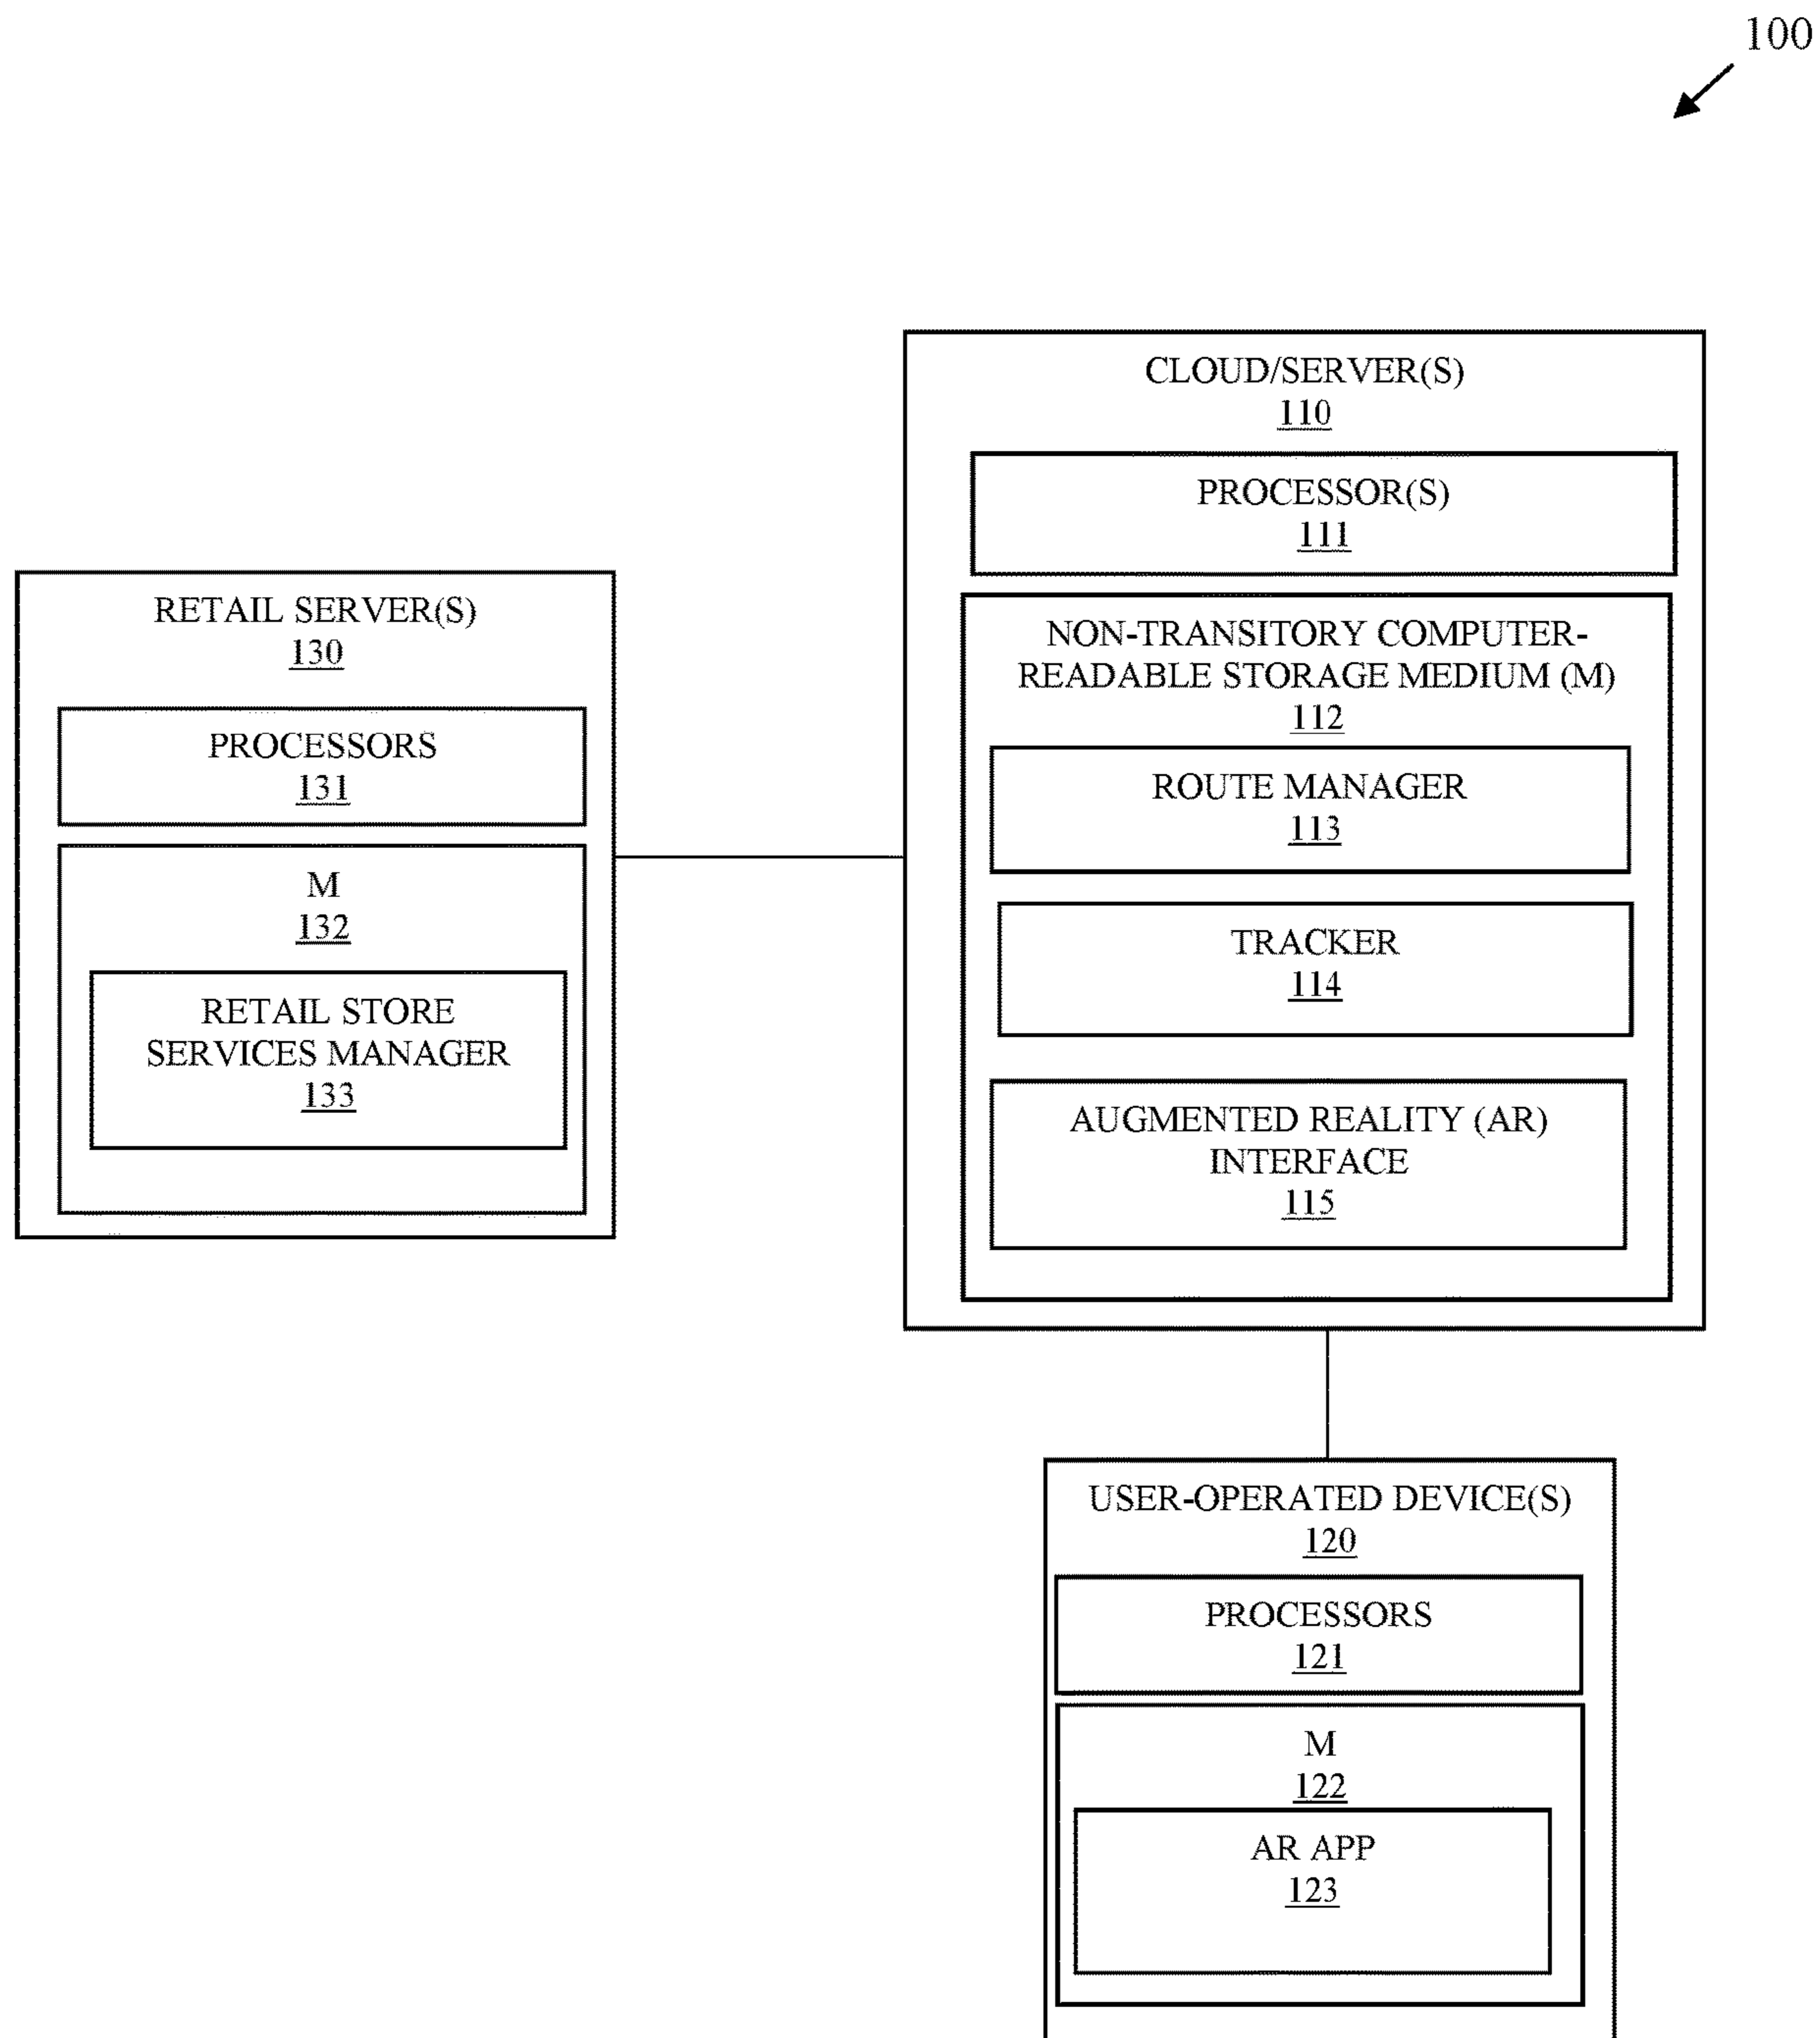 100
CLOUD/SERVER(S)
110
PROCESSOR(S)
111
NON-TRANSITORY COMPUTER-
READABLE STORAGE MEDIUM (M)
112
ROUTE MANAGER
113
TRACKER
114
AUGMENTED REALITY (AR)
INTERFACE
115
RETAIL SERVER(S)
130
PROCESSORS
131
M
132
RETAIL STORE
SERVICES MANAGER
133
USER-OPERATED DEVICE(S)
120
PROCESSORS
121
M
122
AR APP
123